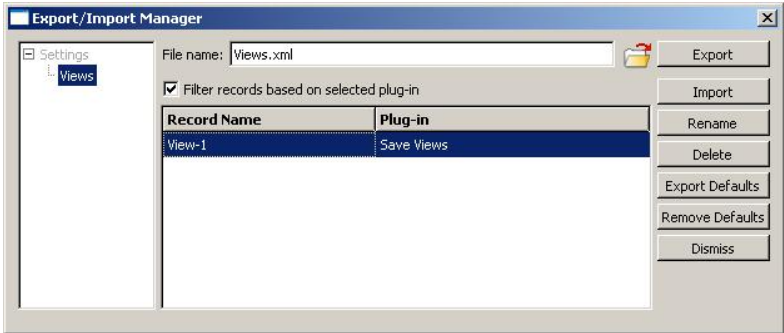 Export/Import Manager
Settings
Views
File name: Views.xml
Filter records based on selected plug-in
Record Name Plug-in
View-1 Save Views
Export
Import
Rename
Delete
Export Defaults
Remove Defaults
Dismiss